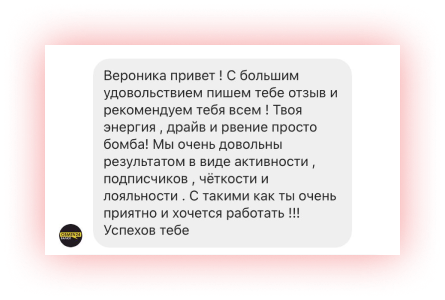 Вероника привет ! С большим
удовольствием пишем тебе отзыв и
рекомендуем тебя всем ! Твоя
энергия , драйв и рвение просто
бомба! Мы очень довольны
результатом в виде активности ,
подписчиков , чёткости и
лояльности . С такими как ты очень
приятно и хочется работать !!!
Успехов тебе